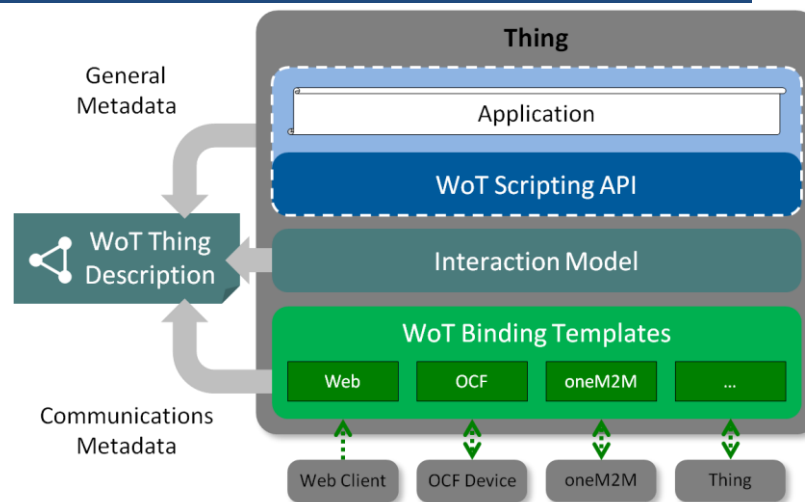 Thing
General
Metadata
Application
WoT Scripting API
WoT Thing
Description
Interaction Model
WoT Binding Templates
Web
OCF
oneM2M
...
Communications
Metadata
Web Client
OCF Device
oneM2M
Thing